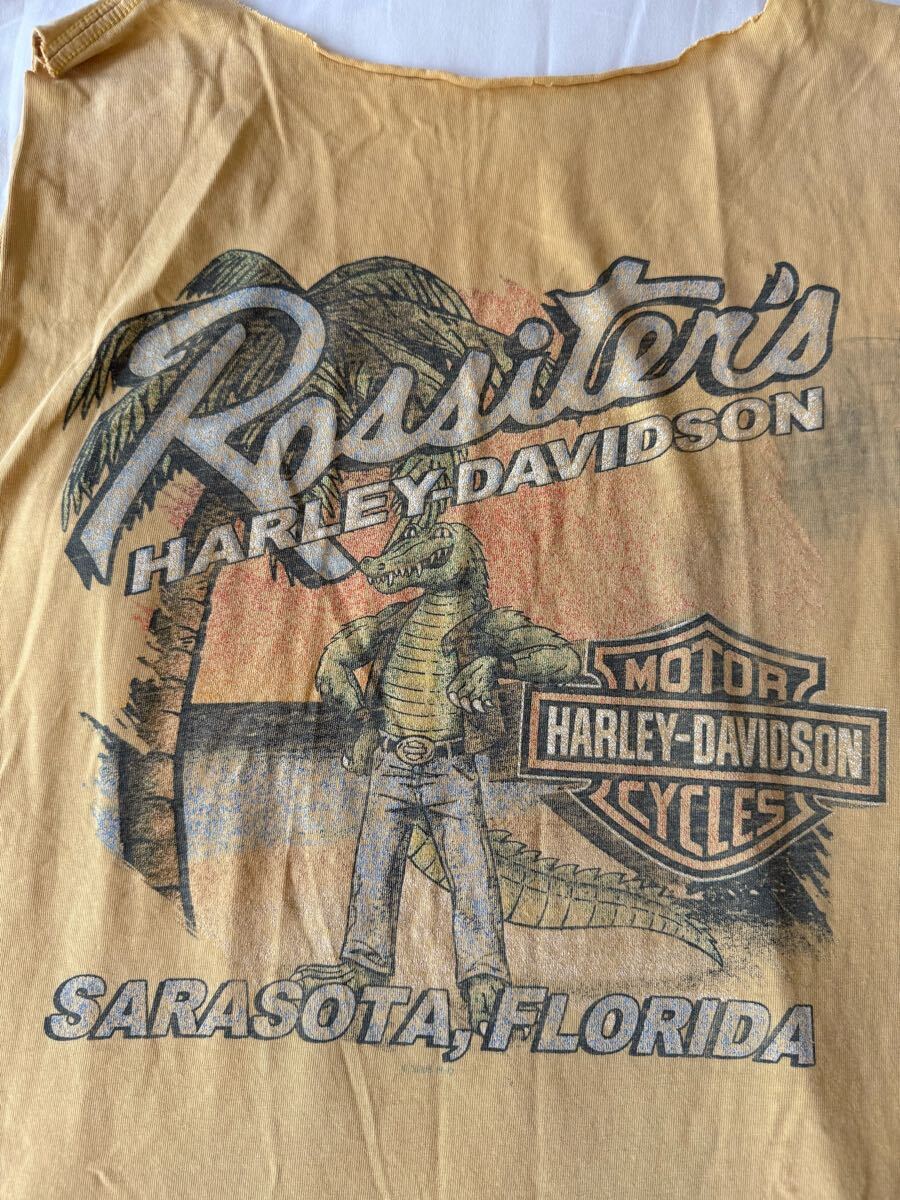 Rossiter's
HARLEY-DAVIDSON
MOTOR
HARLEY-DAVIDSON
CYCLES
SARASOTA, FLORIDA